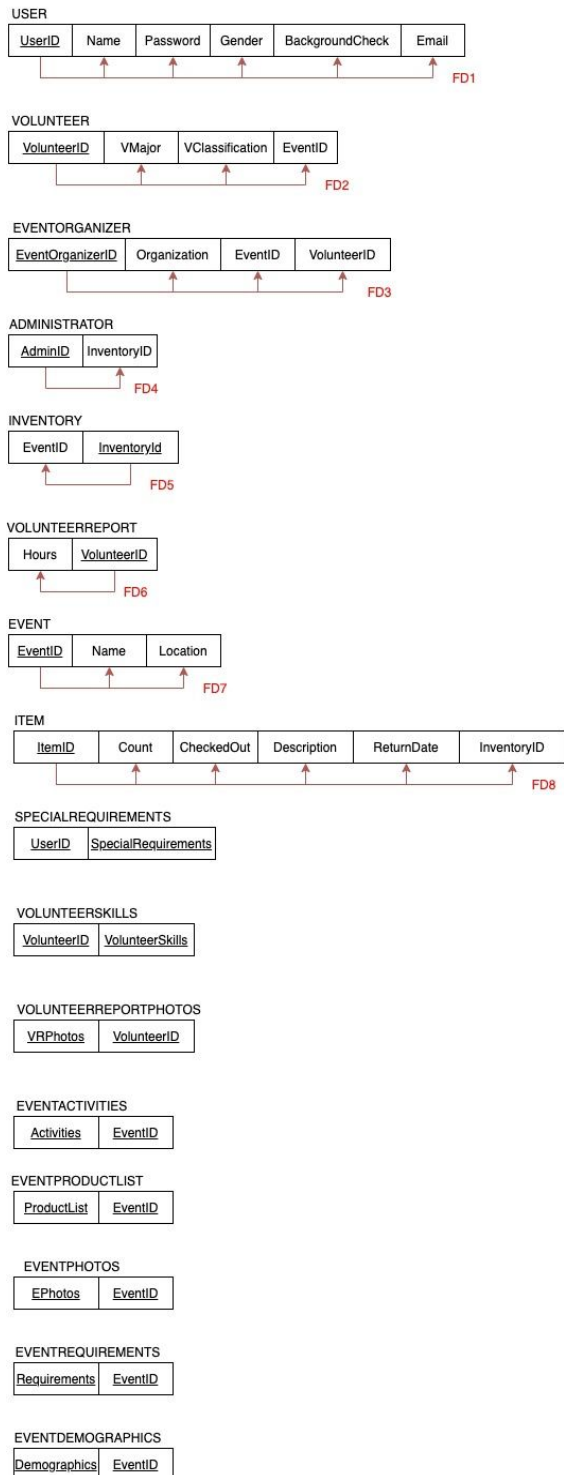 USER
UserID Name Password Gender BackgroundCheck Email
FD1
VOLUNTEER
VolunteerID VMajor VClassification EventID
FD2
EVENTORGANIZER
EventOrganizerID Organization EventID VolunteerID
FD3
ADMINISTRATOR
AdminID InventoryID
FD4
INVENTORY
EventID InventoryId
FD5
VOLUNTEERREPORT
Hours VolunteerID
FD6
EVENT
EventID Name Location
FD7
ITEM
ItemID Count CheckedOut Description ReturnDate InventoryID
FD8
SPECIALREQUIREMENTS
UserID SpecialRequirements
VOLUNTEERSKILLS
VolunteerID VolunteerSkills
VOLUNTEERREPORTPHOTOS
VRPhotos VolunteerID
EVENTACTIVITIES
Activities EventID
EVENTPRODUCTLIST
ProductList EventID
EVENTPHOTOS
EPhotos EventID
EVENTREQUIREMENTS
Requirements EventID
EVENTDEMOGRAPHICS
Demographics EventID